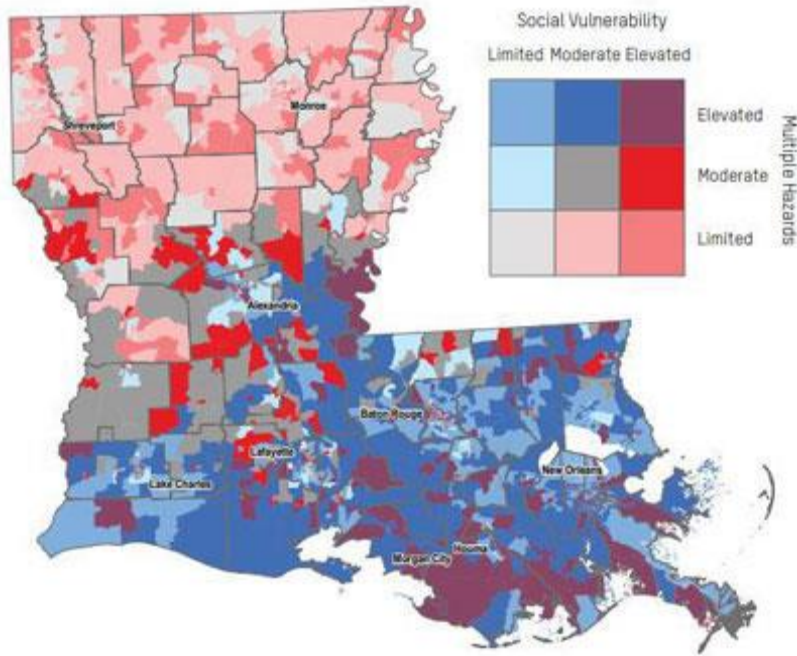 Social Vulnerability
Limited Moderate Elevated
Elevated
Moderate
Limited
Multiple Hazards
Shreveport
Monroe
Alexandria
Baton Rouge
Lafayette
Lake Charles
New Orleans
Houma
Morgan City